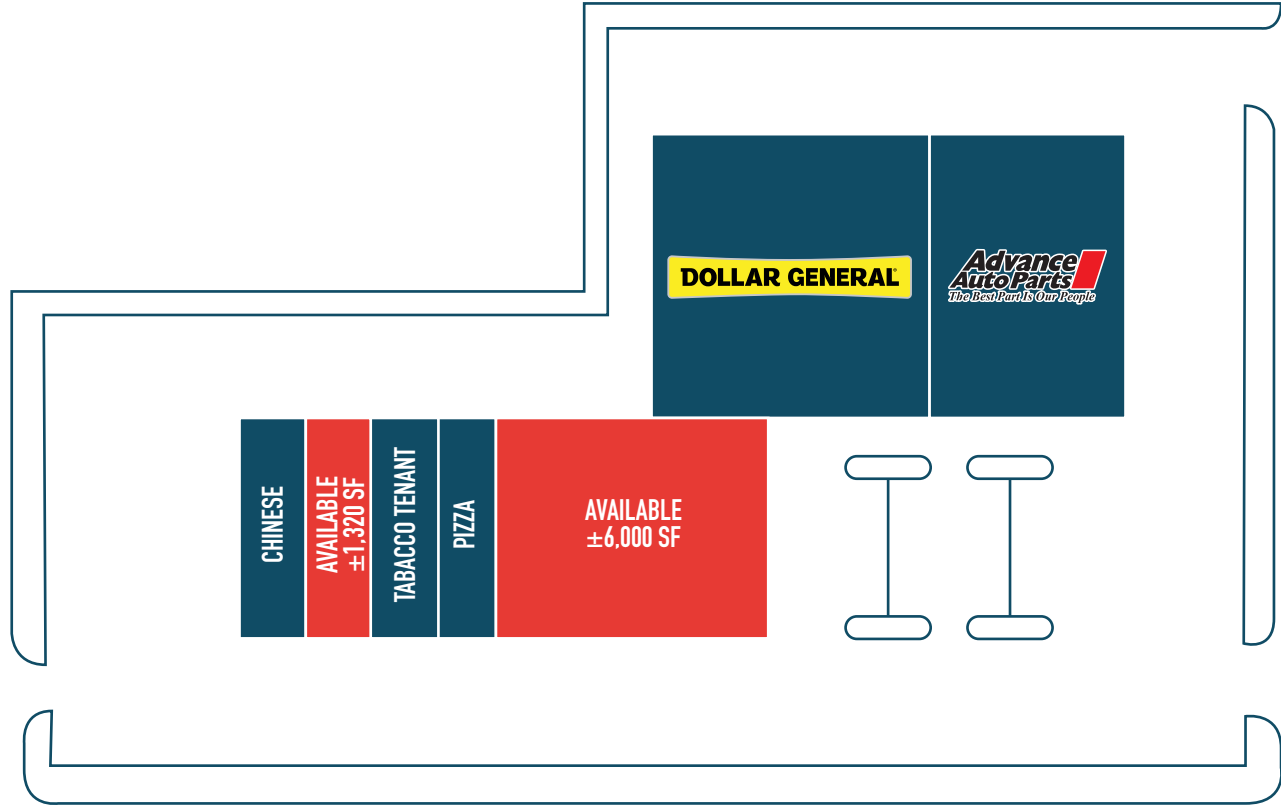 DOLLAR GENERAL
Advance
Auto Parts
The Best Part Is Our People
CHINESE
AVAILABLE
±1,320 SF
TABACCO TENANT
PIZZA
AVAILABLE
±6,000 SF